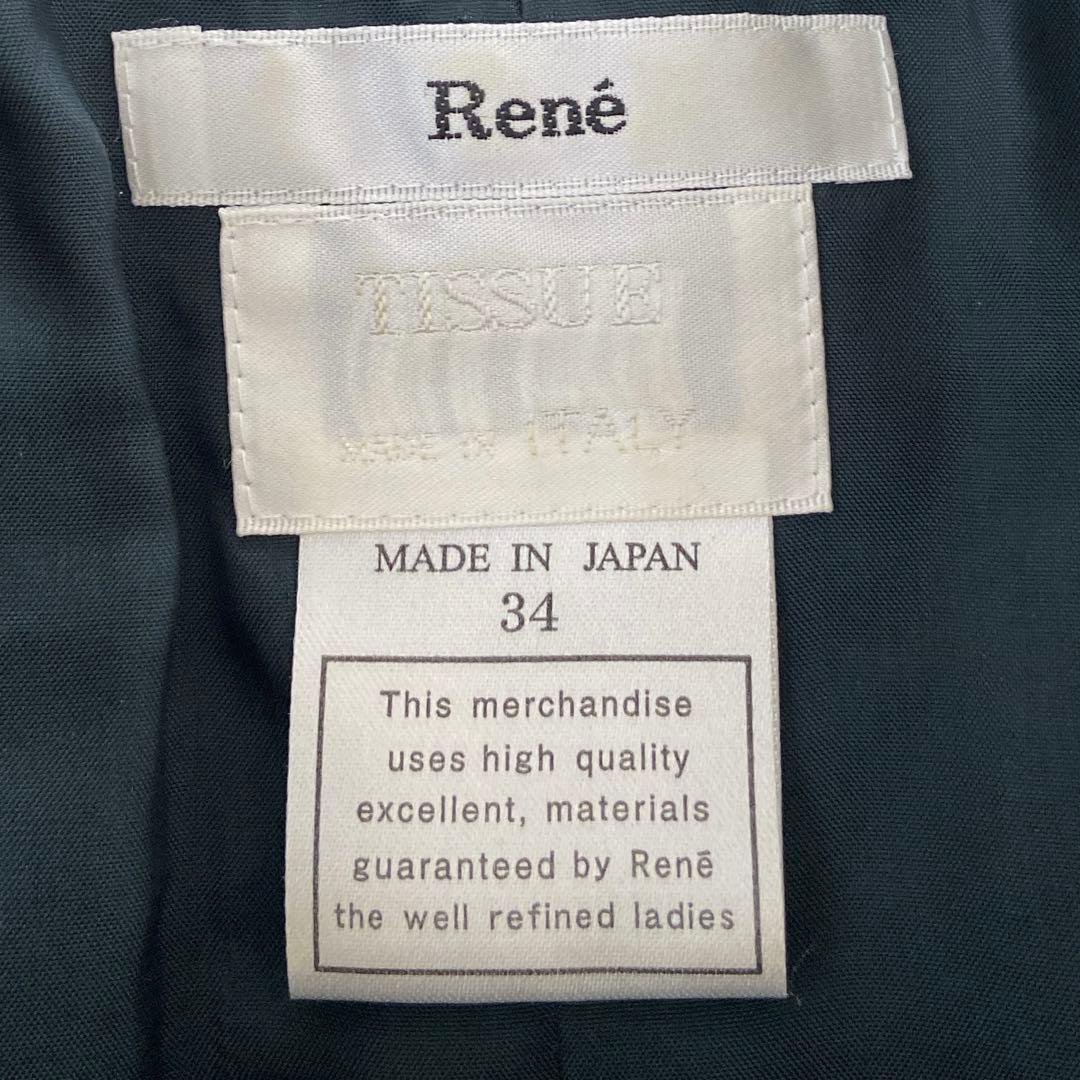 René
TISSUE
MADE IN ITALY
MADE IN JAPAN
34
This merchandise
uses high quality
excellent, materials
guaranteed by René
the well refined ladies